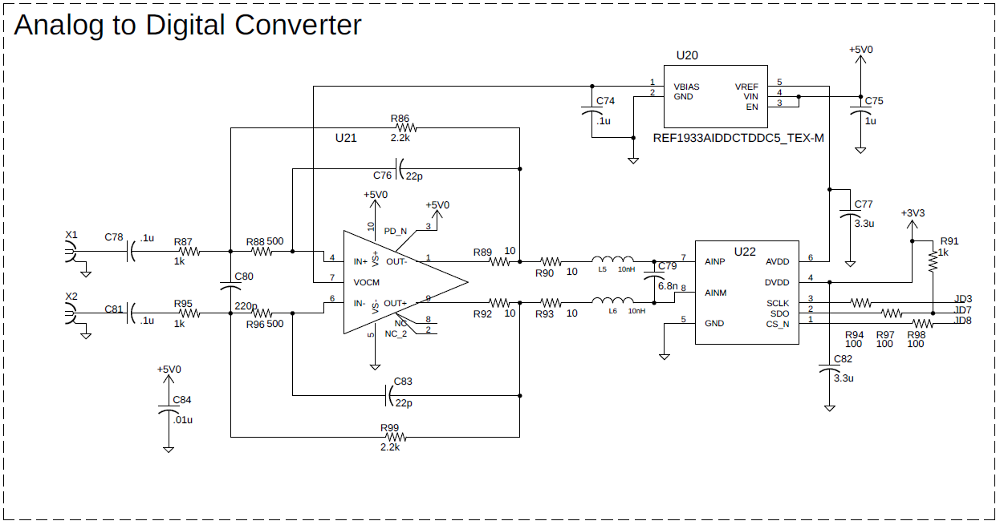 Analog to Digital Converter
U20
+5V0
1
VBIAS
VREF
5
2
GND
VIN
4
EN
3
C74
.1u
C75
1u
REF1933AIDDCTDDC5_TEX-M
R86
2.2k
U21
C76
22p
+5V0
+5V0
10
PD_N
3
C77
3.3u
+3V3
X1
C78
.1u
R87
1k
R88
500
4
IN+
VS+
OUT-
1
R89
10
R90
10
L5
10nH
C79
6.8n
7
AINP
U22
AVDD
6
R91
1k
7
VOCM
C80
220p
8
AINM
DVDD
4
X2
C81
.1u
R95
1k
R96
500
6
IN-
VS-
OUT+
9
R92
10
R93
10
L6
10nH
SCLK
3
JD3
SDO
2
JD7
5
GND
CS_N
1
JD8
NC
8
NC_2
2
5
R94
100
R97
100
R98
100
C82
3.3u
+5V0
C84
.01u
C83
22p
R99
2.2k